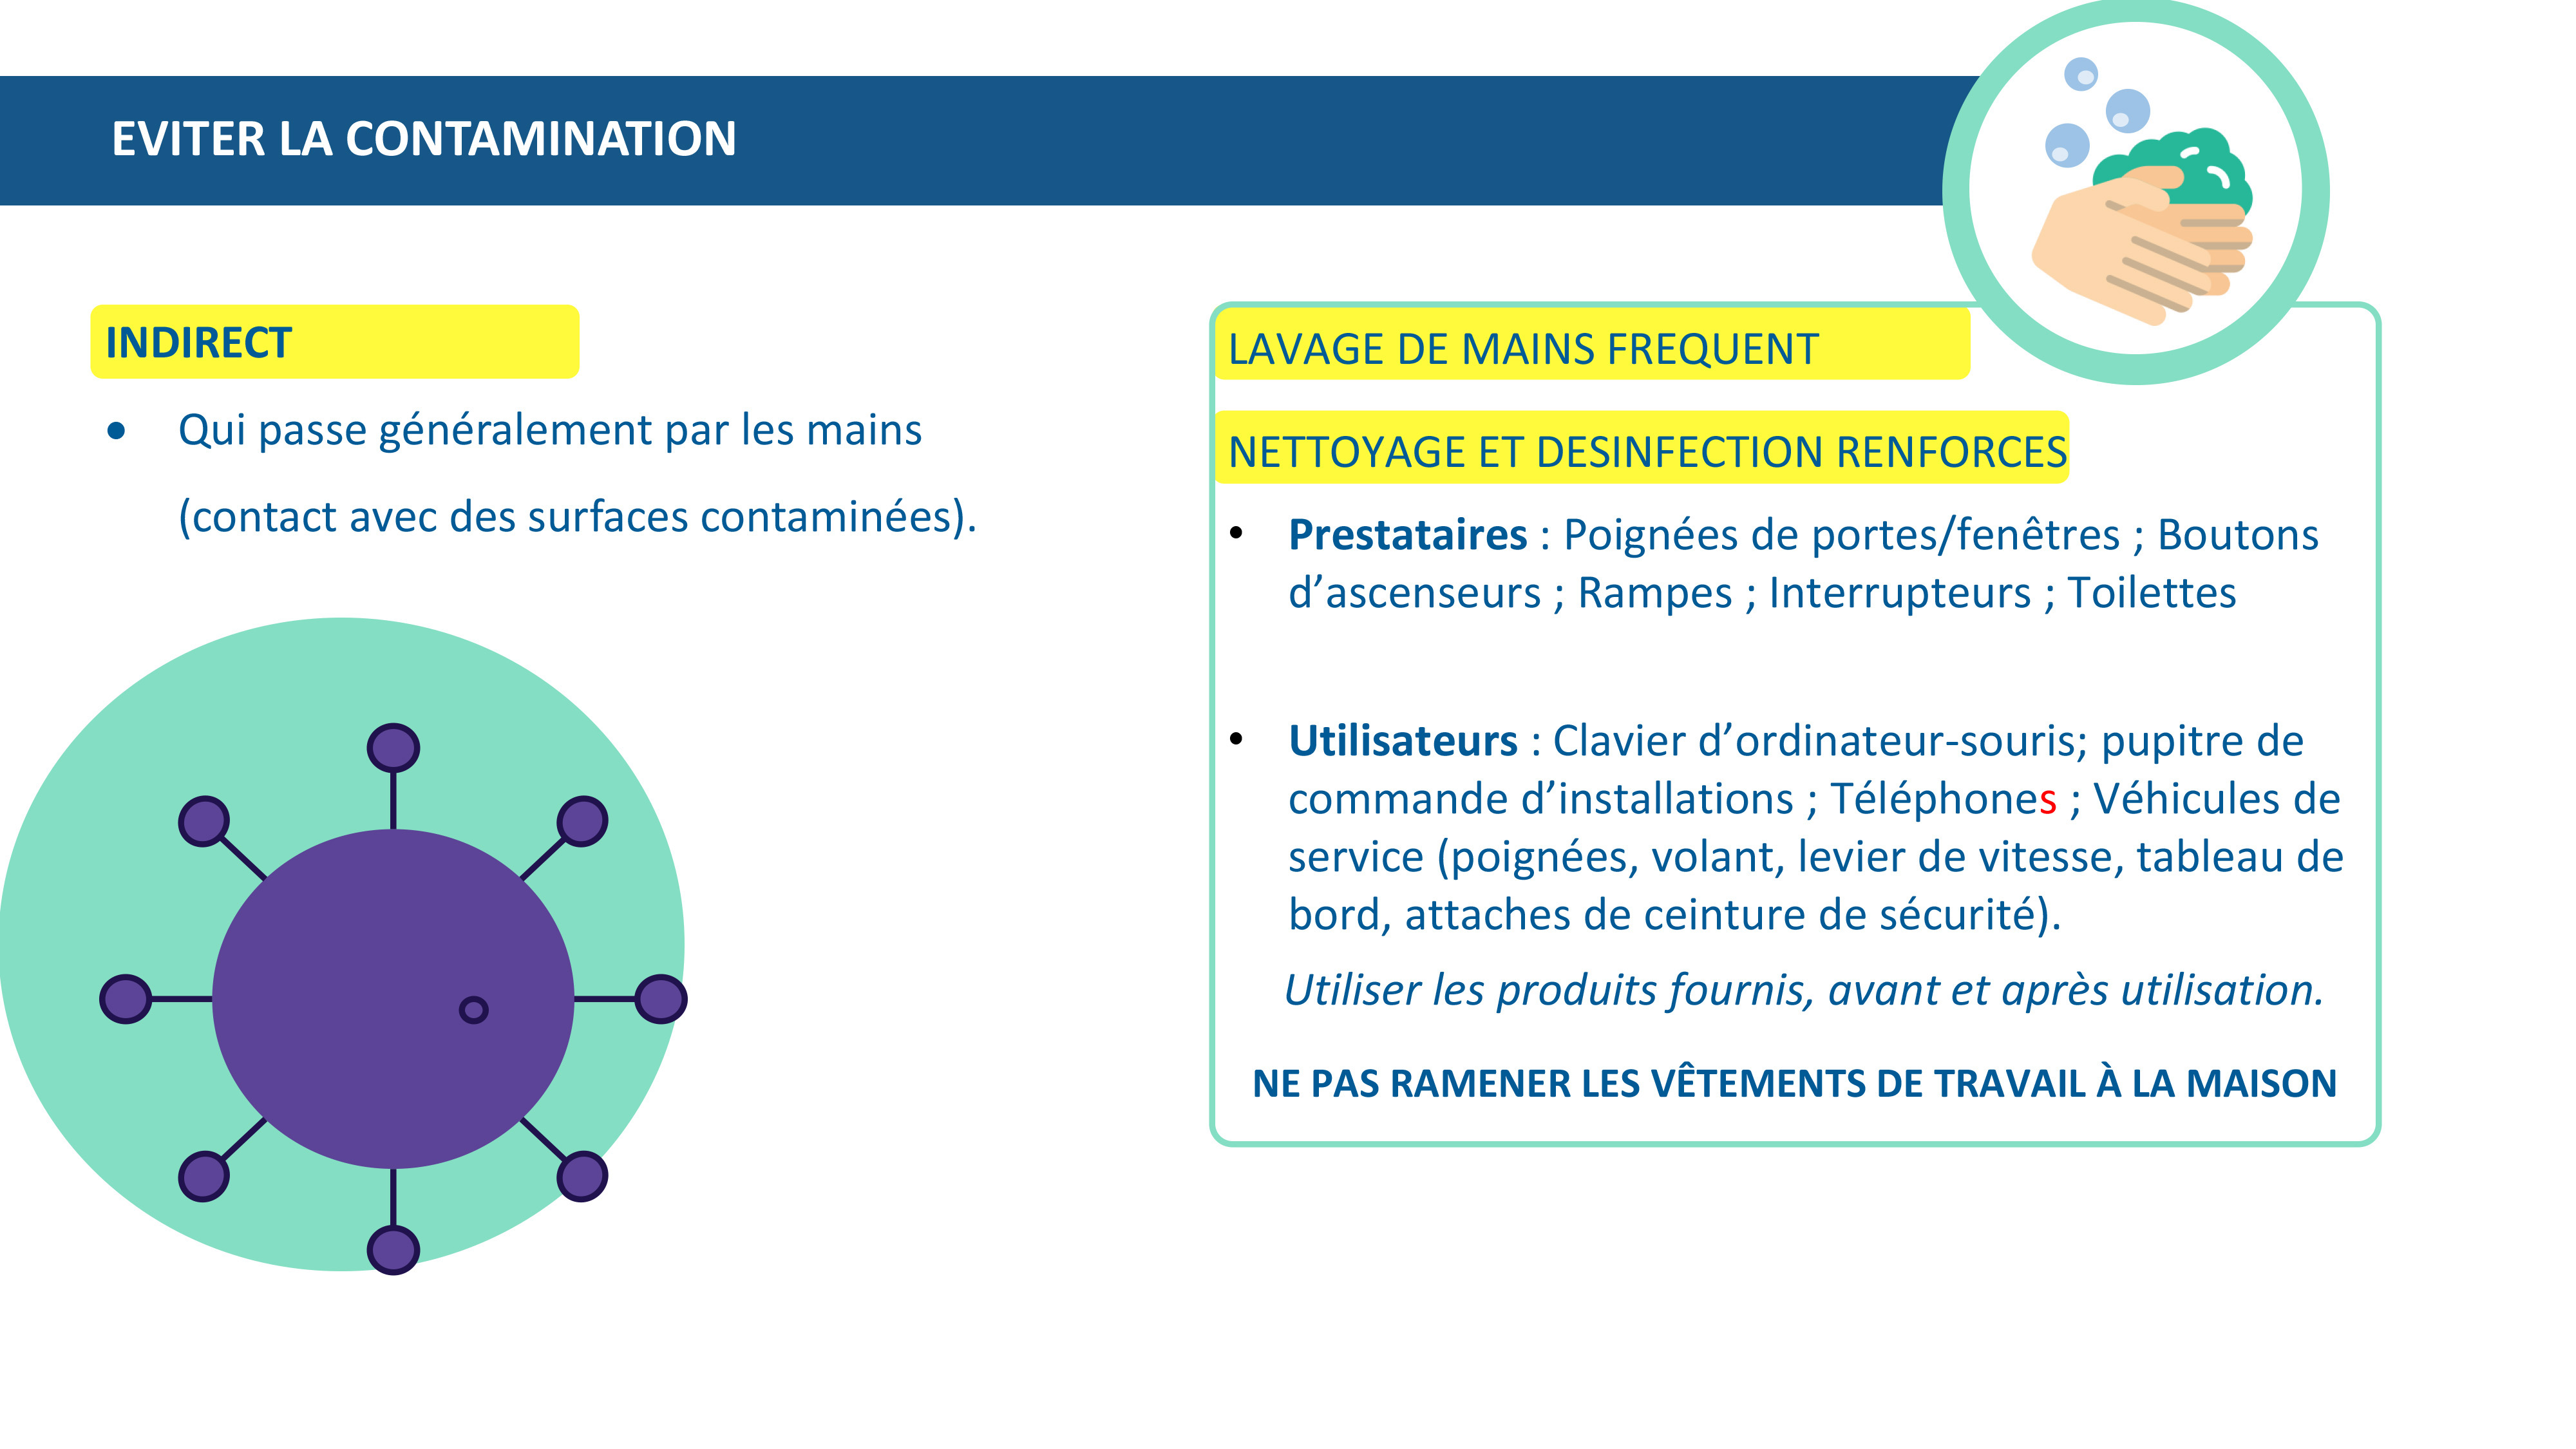 EVITER LA CONTAMINATION
INDIRECT
• Qui passe généralement par les mains
(contact avec des surfaces contaminées).
LAVAGE DE MAINS FREQUENT
NETTOYAGE ET DESINFECTION RENFORCES
• Prestataires : Poignées de portes/fenêtres ; Boutons
d’ascenseurs ; Rampes ; Interrupteurs ; Toilettes
• Utilisateurs : Clavier d’ordinateur-souris; pupitre de
commande d’installations ; Téléphones ; Véhicules de
service (poignées, volant, levier de vitesse, tableau de
bord, attaches de ceinture de sécurité).
Utiliser les produits fournis, avant et après utilisation.
NE PAS RAMENER LES VÊTEMENTS DE TRAVAIL À LA MAISON